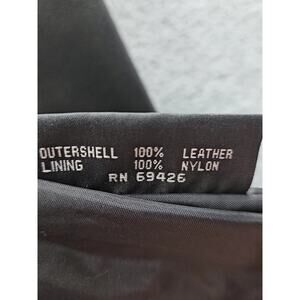 OUTERSHELL 100% LEATHER
LINING 100% NYLON
RN 69426